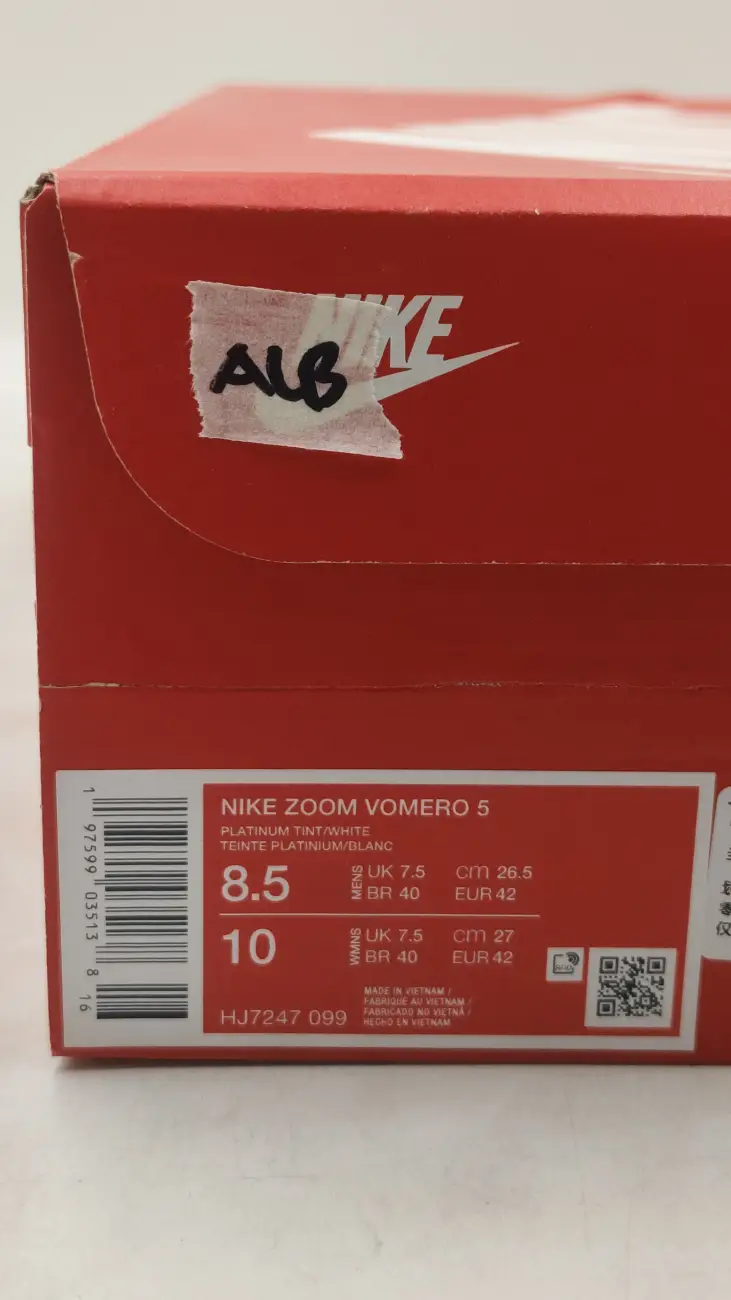 NIKE
ALB
NIKE ZOOM VOMERO 5
PLATINUM TINT/WHITE
TEINTE PLATINIUM/BLANC
8.5 MENS UK 7.5 cm 26.5
BR 40 EUR 42
10 WMNS UK 7.5 cm 27
BR 40 EUR 42
HJ7247 099
MADE IN VIETNAM /
FABRIQUÉ AU VIETNAM /
FABRICADO NO VIETNÃ /
HECHO EN VIETNAM
RFID
1 97599 03513 8 16